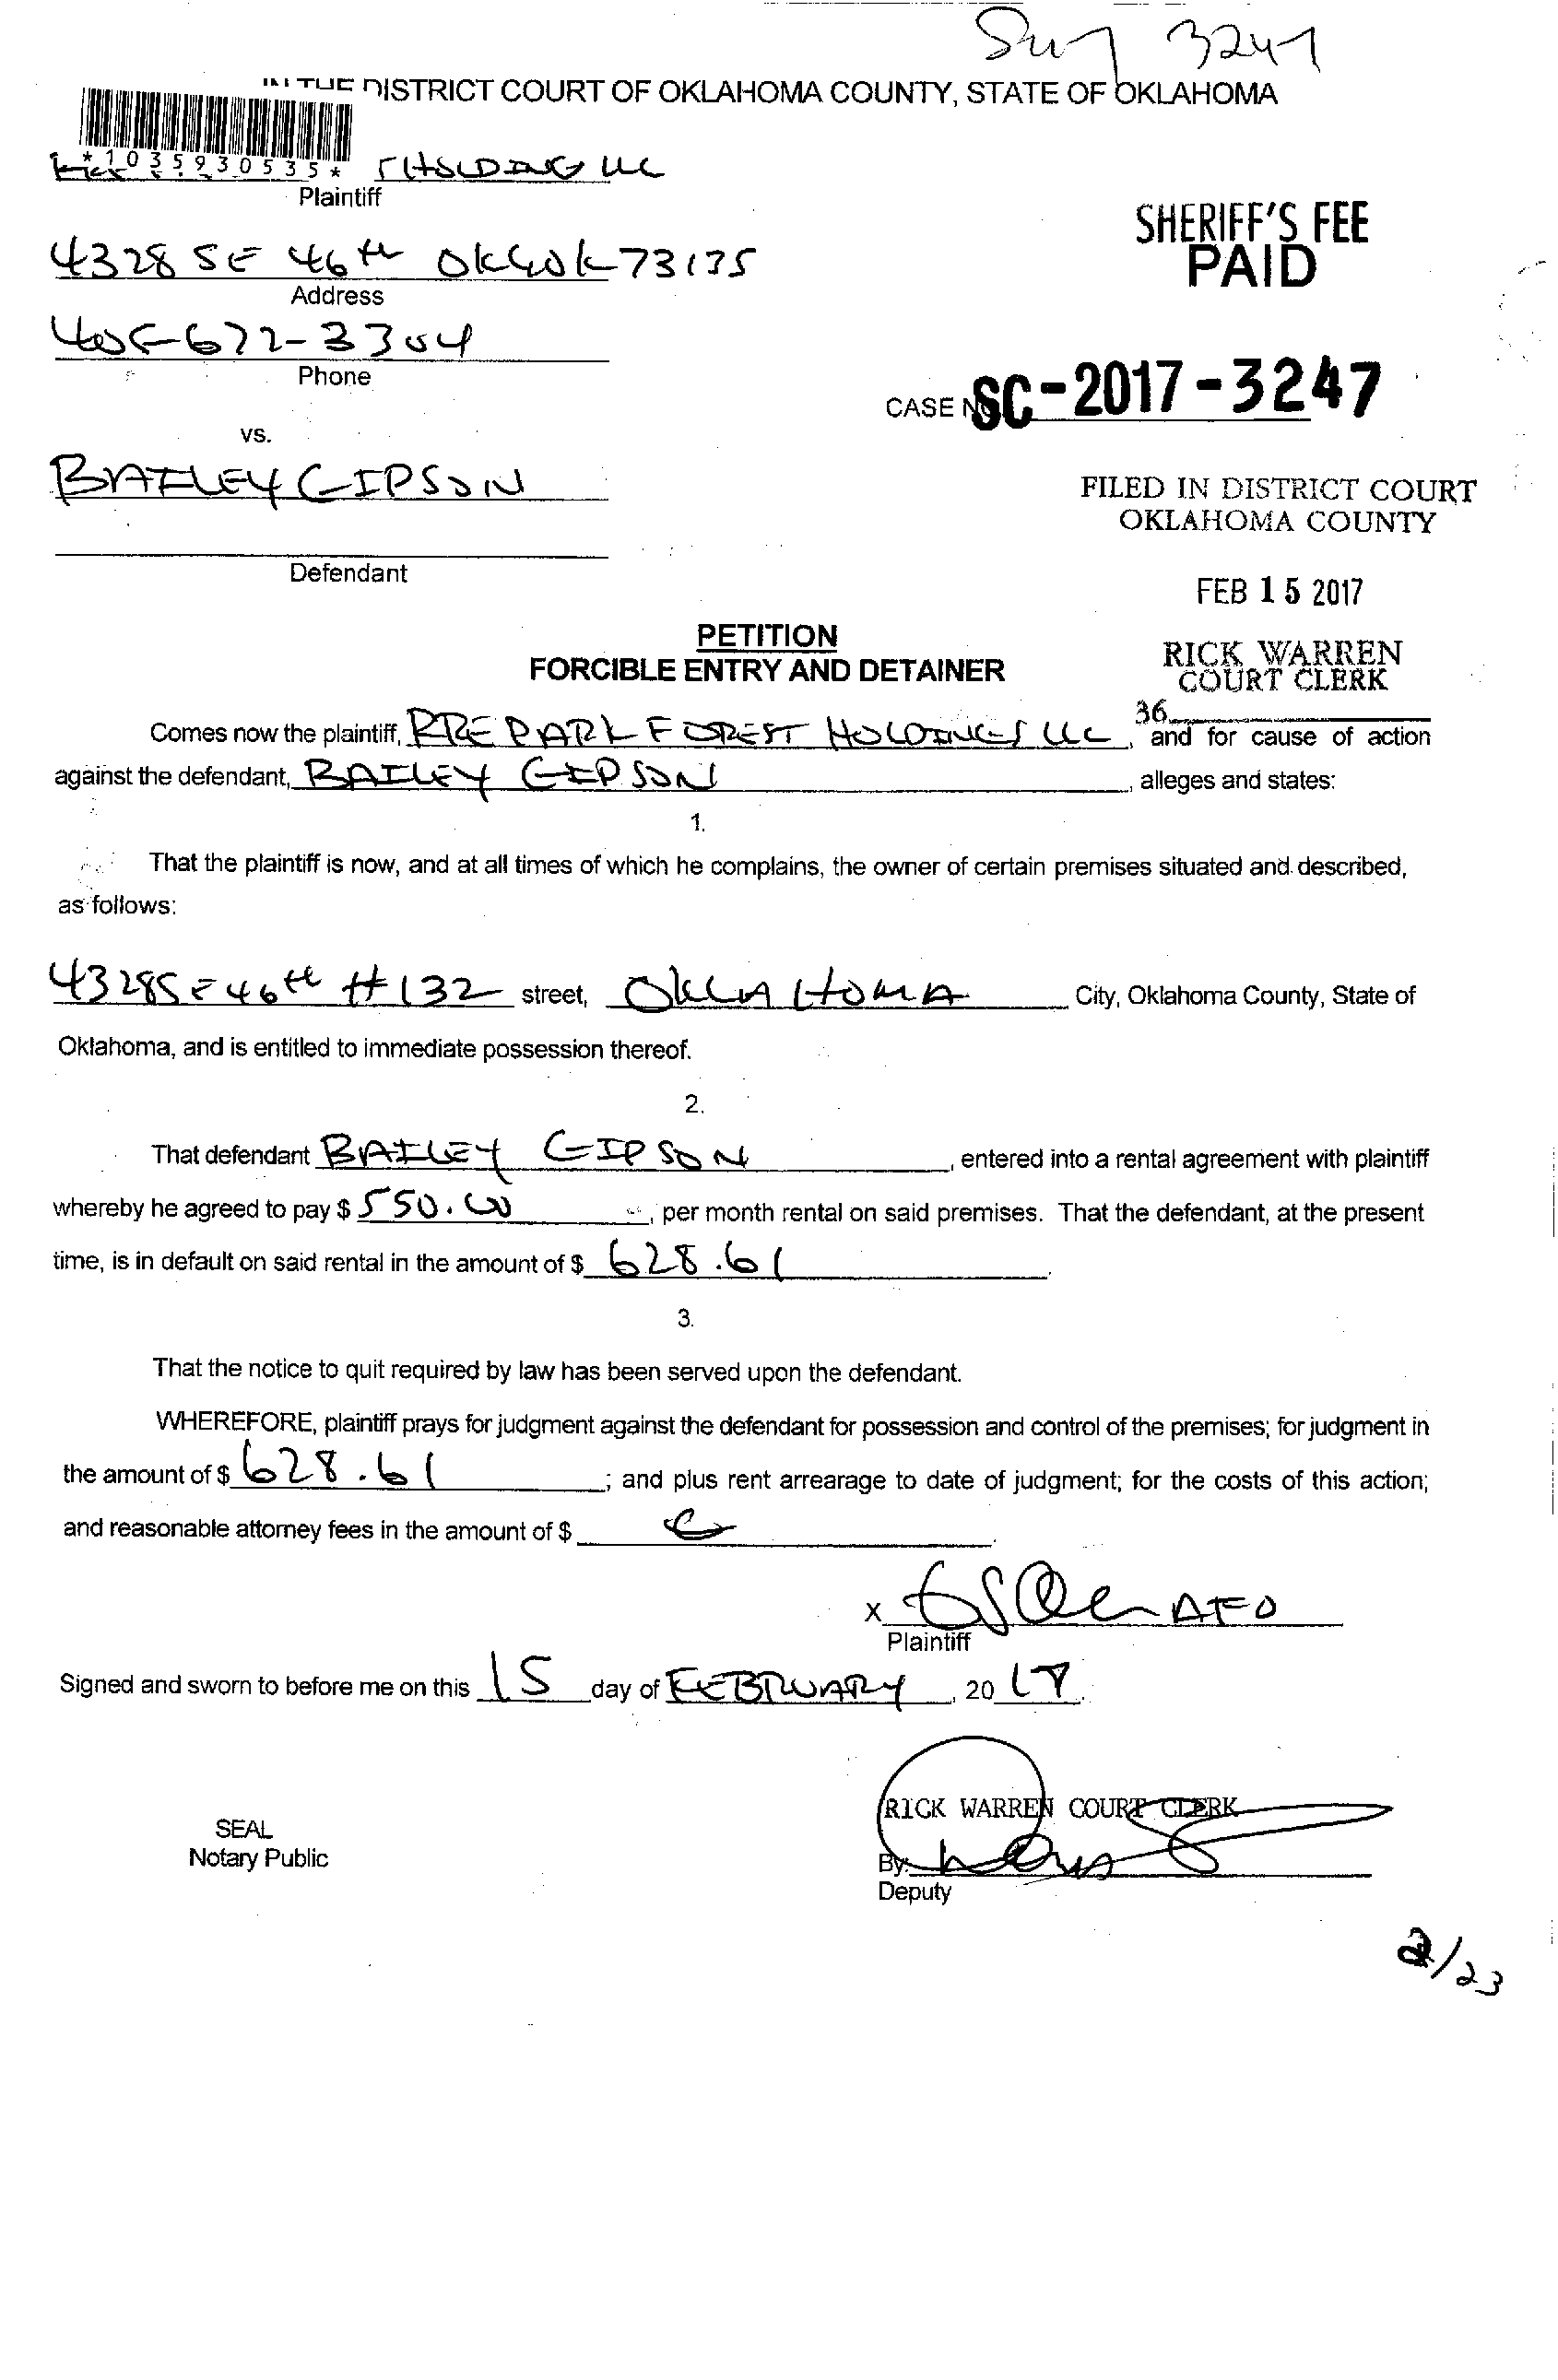 3247
IN THE DISTRICT COURT OF OKLAHOMA COUNTY, STATE OF OKLAHOMA
*1035930535*
HOLDING LLC
Plaintiff
4328 SE 46th OKC OK 73135
Address
405-672-3304
Phone
SHERIFF'S FEE
PAID
CASE NO. SC-2017-3247
vs.
BAILEY GIPSON
Defendant
FILED IN DISTRICT COURT
OKLAHOMA COUNTY
FEB 15 2017
RICK WARREN
COURT CLERK
36
PETITION
FORCIBLE ENTRY AND DETAINER
Comes now the plaintiff, RRE PARK FOREST HOLDINGS LLC, and for cause of action
against the defendant, BAILEY GIPSON, alleges and states:
1.
That the plaintiff is now, and at all times of which he complains, the owner of certain premises situated and described,
as follows:
4328 SE 46th #132 street, OKLAHOMA City, Oklahoma County, State of
Oklahoma, and is entitled to immediate possession thereof.
2.
That defendant BAILEY GIPSON, entered into a rental agreement with plaintiff
whereby he agreed to pay $ 550.00, per month rental on said premises. That the defendant, at the present
time, is in default on said rental in the amount of $ 628.61.
3.
That the notice to quit required by law has been served upon the defendant.
WHEREFORE, plaintiff prays for judgment against the defendant for possession and control of the premises; for judgment in
the amount of $ 628.61; and plus rent arrearage to date of judgment; for the costs of this action;
and reasonable attorney fees in the amount of $
x
Plaintiff
Signed and sworn to before me on this 15 day of FEBRUARY, 2017.
SEAL
Notary Public
RICK WARREN COURT CLERK
By:
Deputy
2/23